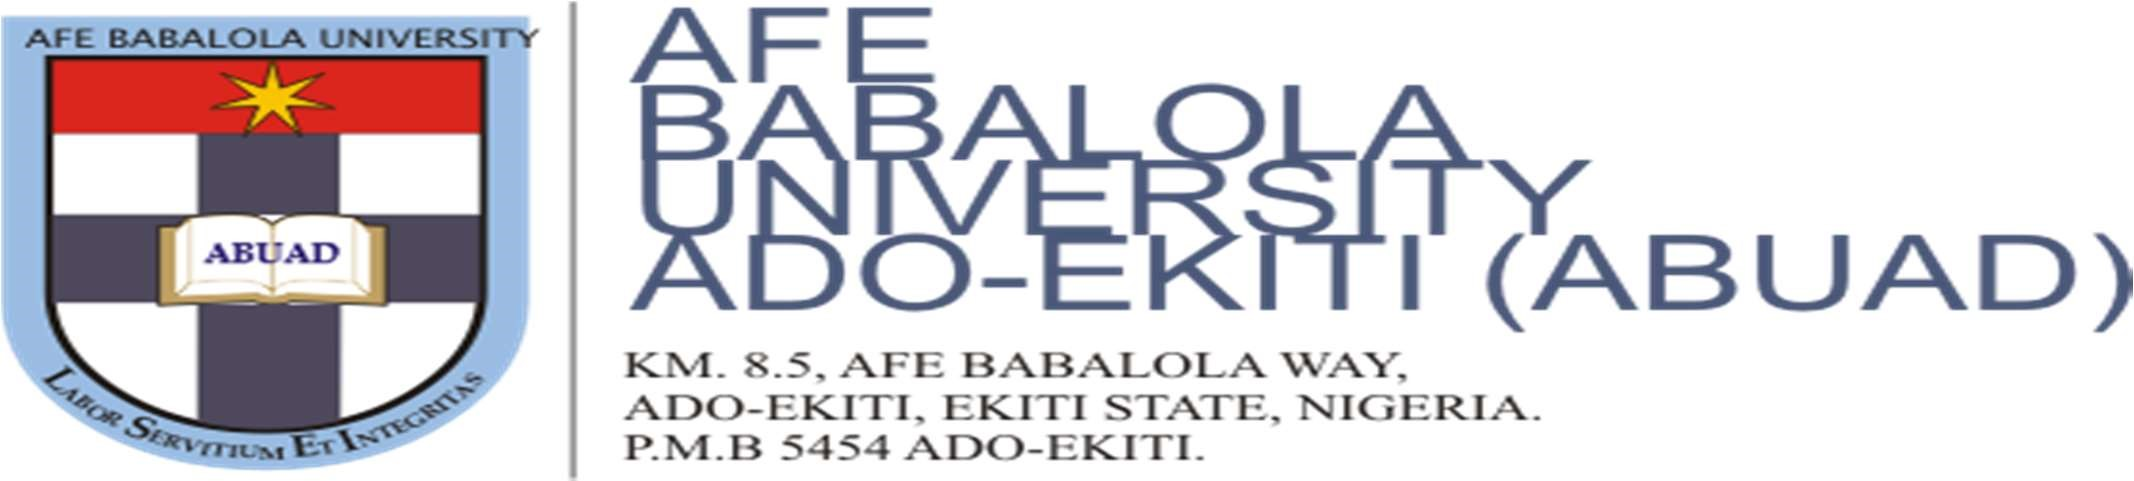 AFE BABALOLA UNIVERSITY
ABUAD
LABOR SERVITIUM ET INTEGRITAS
AFE
BABALOLA
UNIVERSITY
ADO-EKITI (ABUAD)
KM. 8.5, AFE BABALOLA WAY,
ADO-EKITI, EKITI STATE, NIGERIA.
P.M.B 5454 ADO-EKITI.